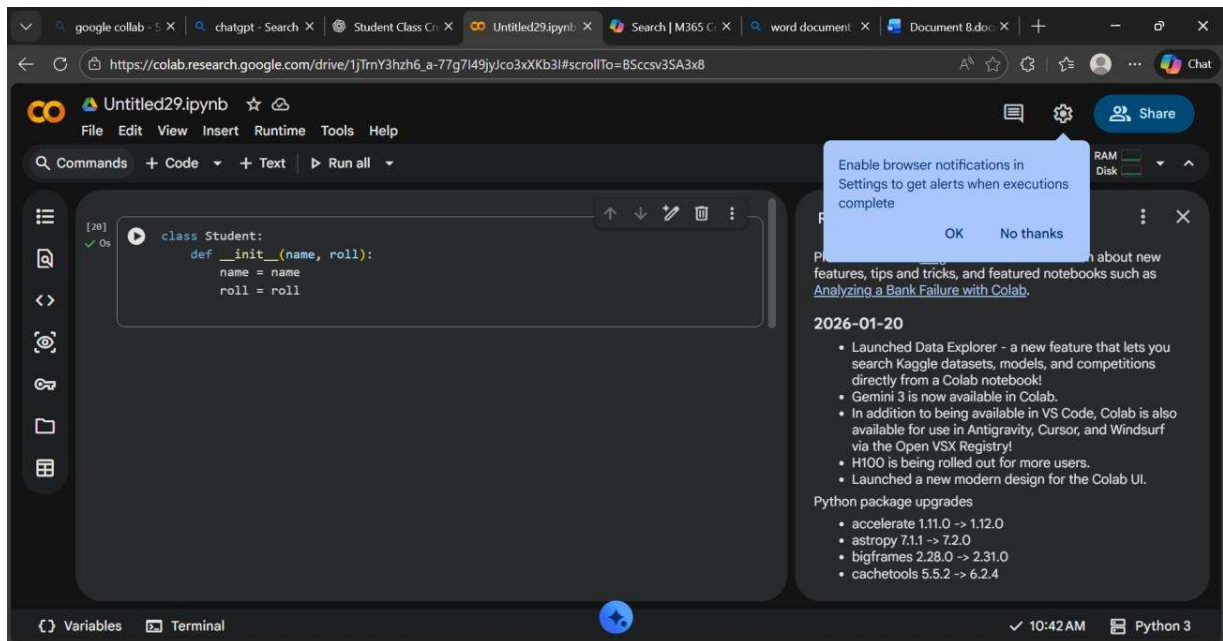 google collab - S
chatgpt - Search
Student Class Cr
Untitled29.ipynb
Search | M365 C
word document
Document 8.doc
https://colab.research.google.com/drive/1jTrnY3hzh6_a-77g7I49jyJco3xXKb3I#scrollTo=BSccsv3SA3x8
Chat
Untitled29.ipynb
File Edit View Insert Runtime Tools Help
Share
Commands + Code + Text Run all
RAM
Disk
Enable browser notifications in
Settings to get alerts when executions
complete
OK No thanks
[20]
0s
class Student:
def __init__(name, roll):
name = name
roll = roll
n about new
features, tips and tricks, and featured notebooks such as
Analyzing a Bank Failure with Colab.
2026-01-20
• Launched Data Explorer - a new feature that lets you
search Kaggle datasets, models, and competitions
directly from a Colab notebook!
• Gemini 3 is now available in Colab.
• In addition to being available in VS Code, Colab is also
available for use in Antigravity, Cursor, and Windsurf
via the Open VSX Registry!
• H100 is being rolled out for more users.
• Launched a new modern design for the Colab UI.
Python package upgrades
• accelerate 1.11.0 -> 1.12.0
• astropy 7.1.1 -> 7.2.0
• bigframes 2.28.0 -> 2.31.0
• cachetools 5.5.2 -> 6.2.4
{} Variables Terminal
10:42 AM Python 3